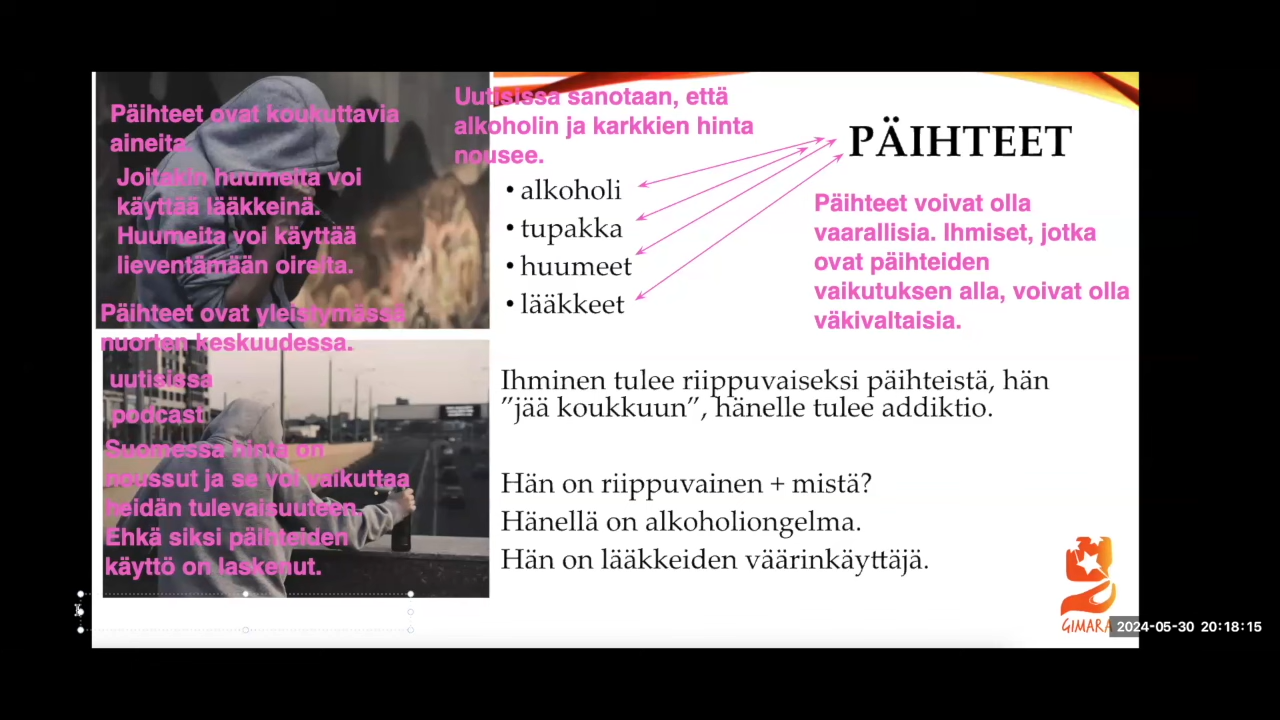 Päihteet ovat koukuttavia
aineita.
Joitakin huumeita voi
käyttää lääkkeinä.
Huumeita voi käyttää
lieventämään oireita.
Päihteet ovat yleistymässä
nuorten keskuudessa.
uutisissa
podcast
Suomessa hinta on
noussut ja se voi vaikuttaa
heidän tulevaisuuteen.
Ehkä siksi päihteiden
käyttö on laskenut.
Uutisissa sanotaan, että
alkoholin ja karkkien hinta
nousee.
PÄIHTEET
• alkoholi
• tupakka
• huumeet
• lääkkeet
Päihteet voivat olla
vaarallisia. Ihmiset, jotka
ovat päihteiden
vaikutuksen alla, voivat olla
väkivaltaisia.
Ihminen tulee riippuvaiseksi päihteistä, hän
”jää koukkuun”, hänelle tulee addiktio.
Hän on riippuvainen + mistä?
Hänellä on alkoholiongelma.
Hän on lääkkeiden väärinkäyttäjä.
GIMARA
2024-05-30 20:18:15